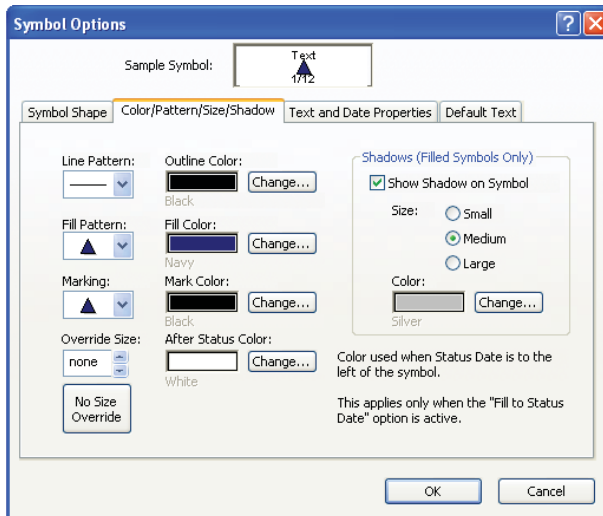 Symbol Options
Sample Symbol:
Text
1/12
Symbol Shape
Color/Pattern/Size/Shadow
Text and Date Properties
Default Text
Line Pattern:
Outline Color:
Change...
Black
Fill Pattern:
Fill Color:
Change...
Navy
Marking:
Mark Color:
Change...
Black
Override Size:
none
After Status Color:
Change...
White
No Size
Override
Shadows (Filled Symbols Only)
Show Shadow on Symbol
Size:
Small
Medium
Large
Color:
Change...
Silver
Color used when Status Date is to the
left of the symbol.
This applies only when the "Fill to Status
Date" option is active.
OK
Cancel